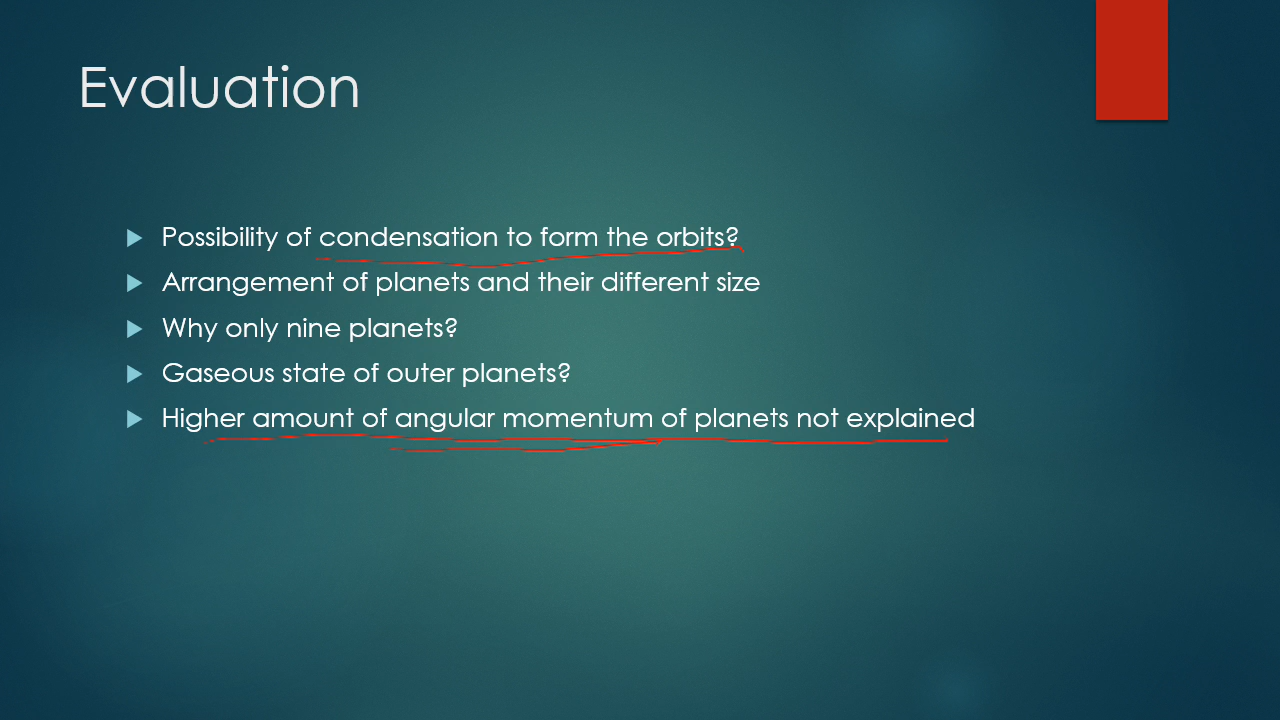 Evaluation
Possibility of condensation to form the orbits?
Arrangement of planets and their different size
Why only nine planets?
Gaseous state of outer planets?
Higher amount of angular momentum of planets not explained